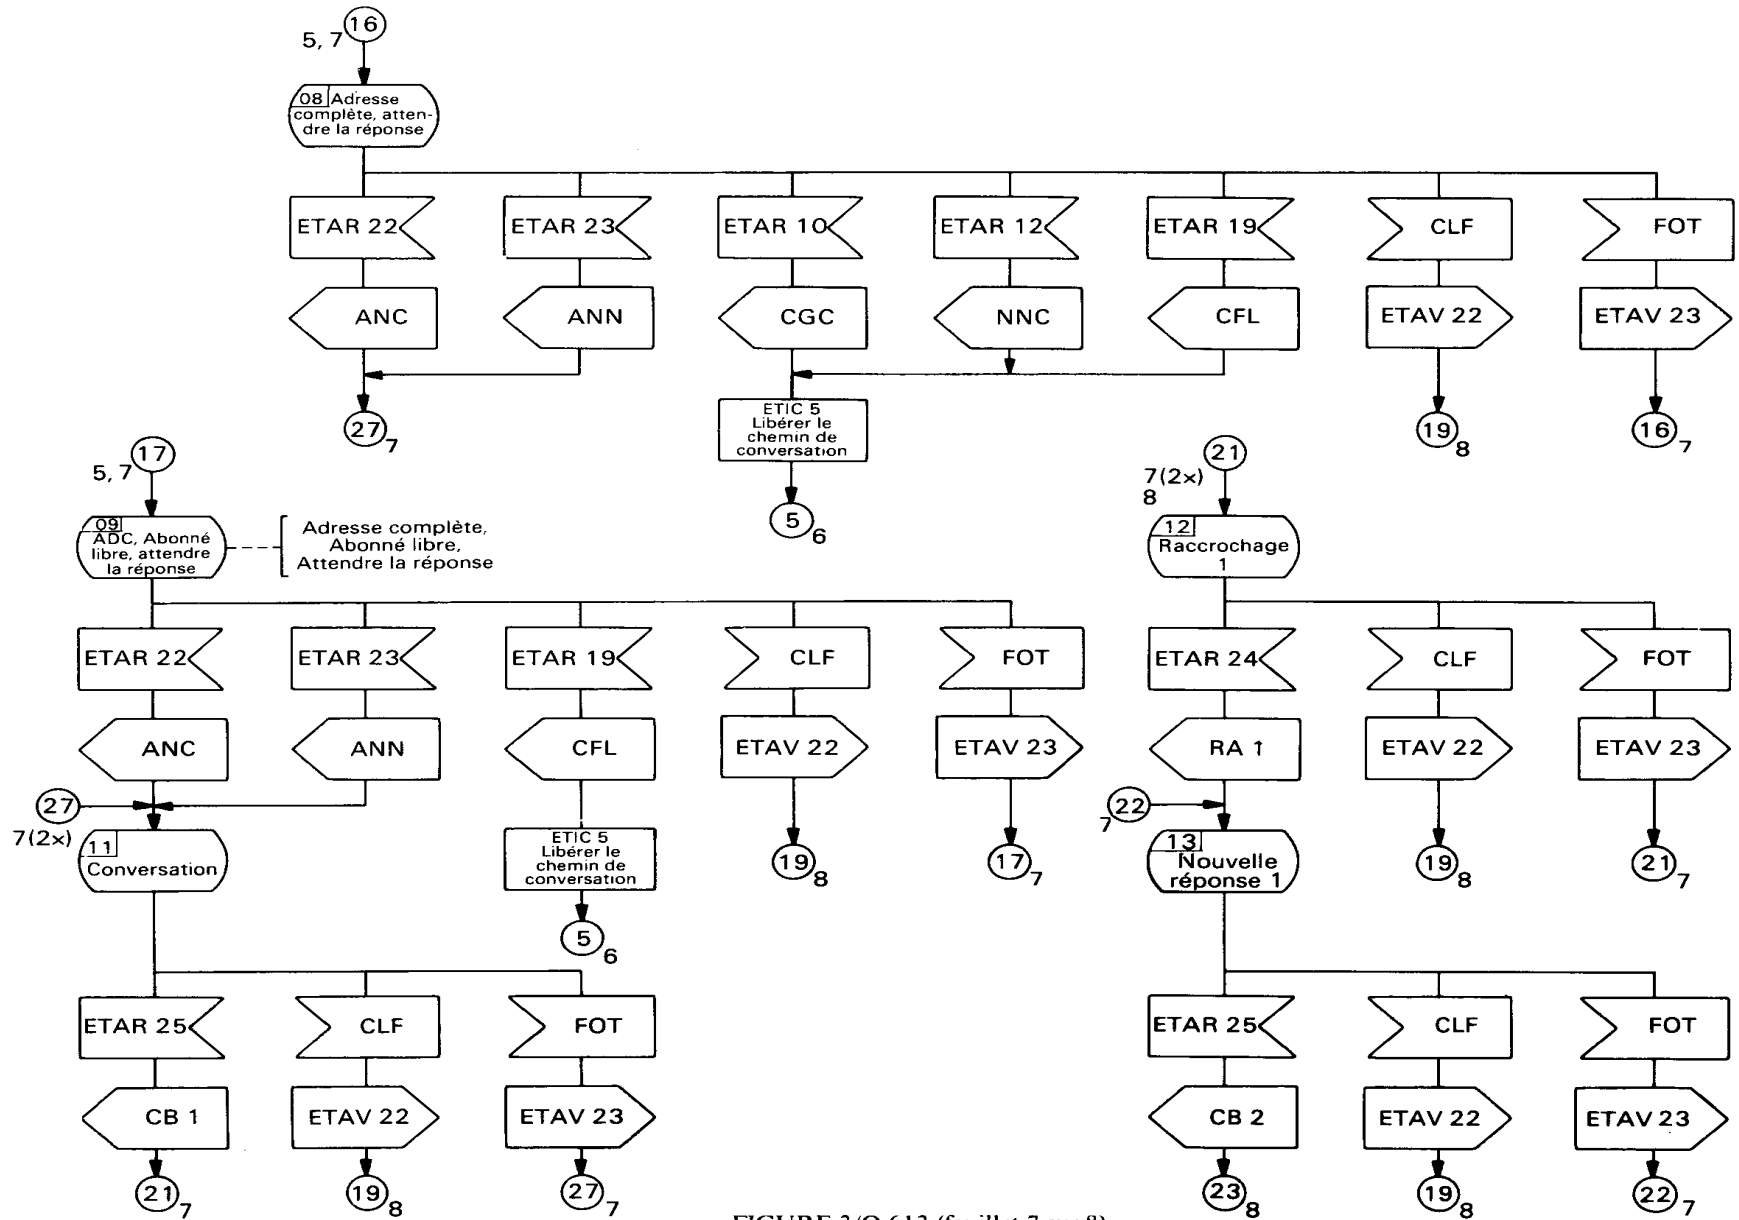 16
5, 7
08 Adresse
complète, atten-
dre la réponse
ETAR 22
ETAR 23
ETAR 10
ETAR 12
ETAR 19
CLF
FOT
ANC
ANN
CGC
NNC
CFL
ETAV 22
ETAV 23
27
7
ETIC 5
Libérer le
chemin de
conversation
5
6
19
8
16
7
17
5, 7
09
ADC, Abonné
libre, attendre
la réponse
Adresse complète,
Abonné libre,
Attendre la réponse
ETAR 22
ETAR 23
ETAR 19
CLF
FOT
ANC
ANN
CFL
ETAV 22
ETAV 23
27
7(2x)
11
Conversation
ETIC 5
Libérer le
chemin de
conversation
5
6
19
8
17
7
ETAR 25
CLF
FOT
CB 1
ETAV 22
ETAV 23
21
7
19
8
27
7
21
7(2x)
8
12
Raccrochage
1
ETAR 24
CLF
FOT
RA 1
ETAV 22
ETAV 23
22
7
13
Nouvelle
réponse 1
19
8
21
7
ETAR 25
CLF
FOT
CB 2
ETAV 22
ETAV 23
23
8
19
8
22
7